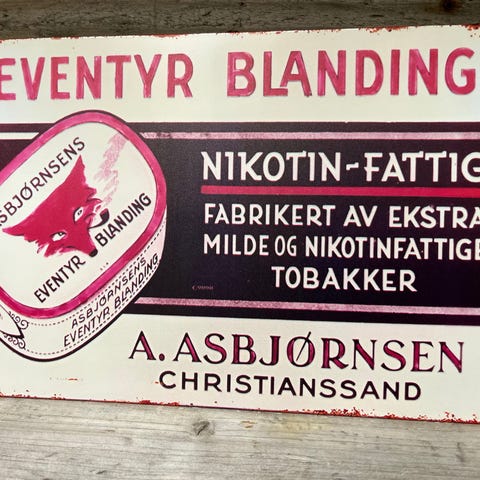 EVENTYR BLANDING
NIKOTIN-FATTIG
FABRIKERT AV EKSTRA
MILDE OG NIKOTINFATTIGE
TOBAKKER
ASBJØRNSENS
EVENTYR BLANDING
ASBJØRNSENS
EVENTYR BLANDING
A. ASBJØRNSEN
CHRISTIANSSAND